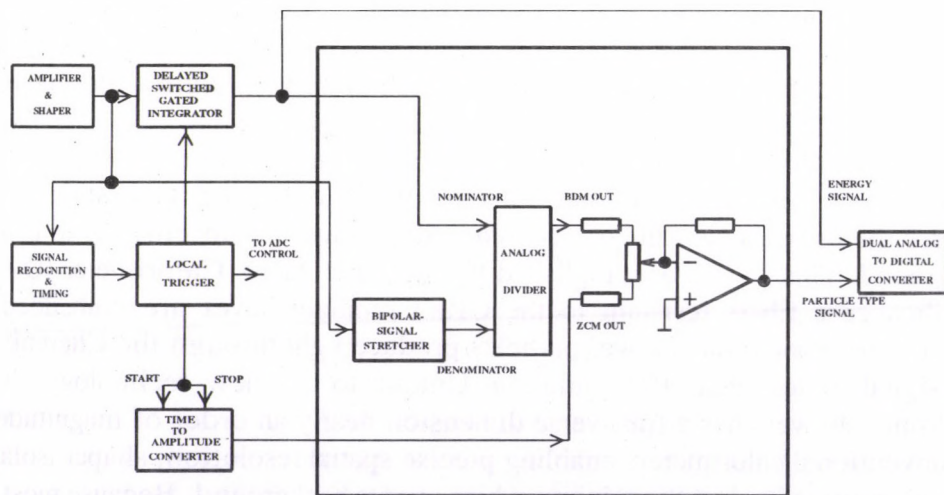 AMPLIFIER
&
SHAPER
DELAYED
SWITCHED
GATED
INTEGRATOR
ENERGY
SIGNAL
NOMINATOR
BDM OUT
ANALOG
DIVIDER
SIGNAL
RECOGNITION
&
TIMING
LOCAL
TRIGGER
TO ADC
CONTROL
DUAL ANALOG
TO DIGITAL
CONVERTER
−
+
PARTICLE TYPE
SIGNAL
BIPOLAR-
SIGNAL
STRETCHER
ZCM OUT
DENOMINATOR
START
STOP
TIME
TO
AMPLITUDE
CONVERTER